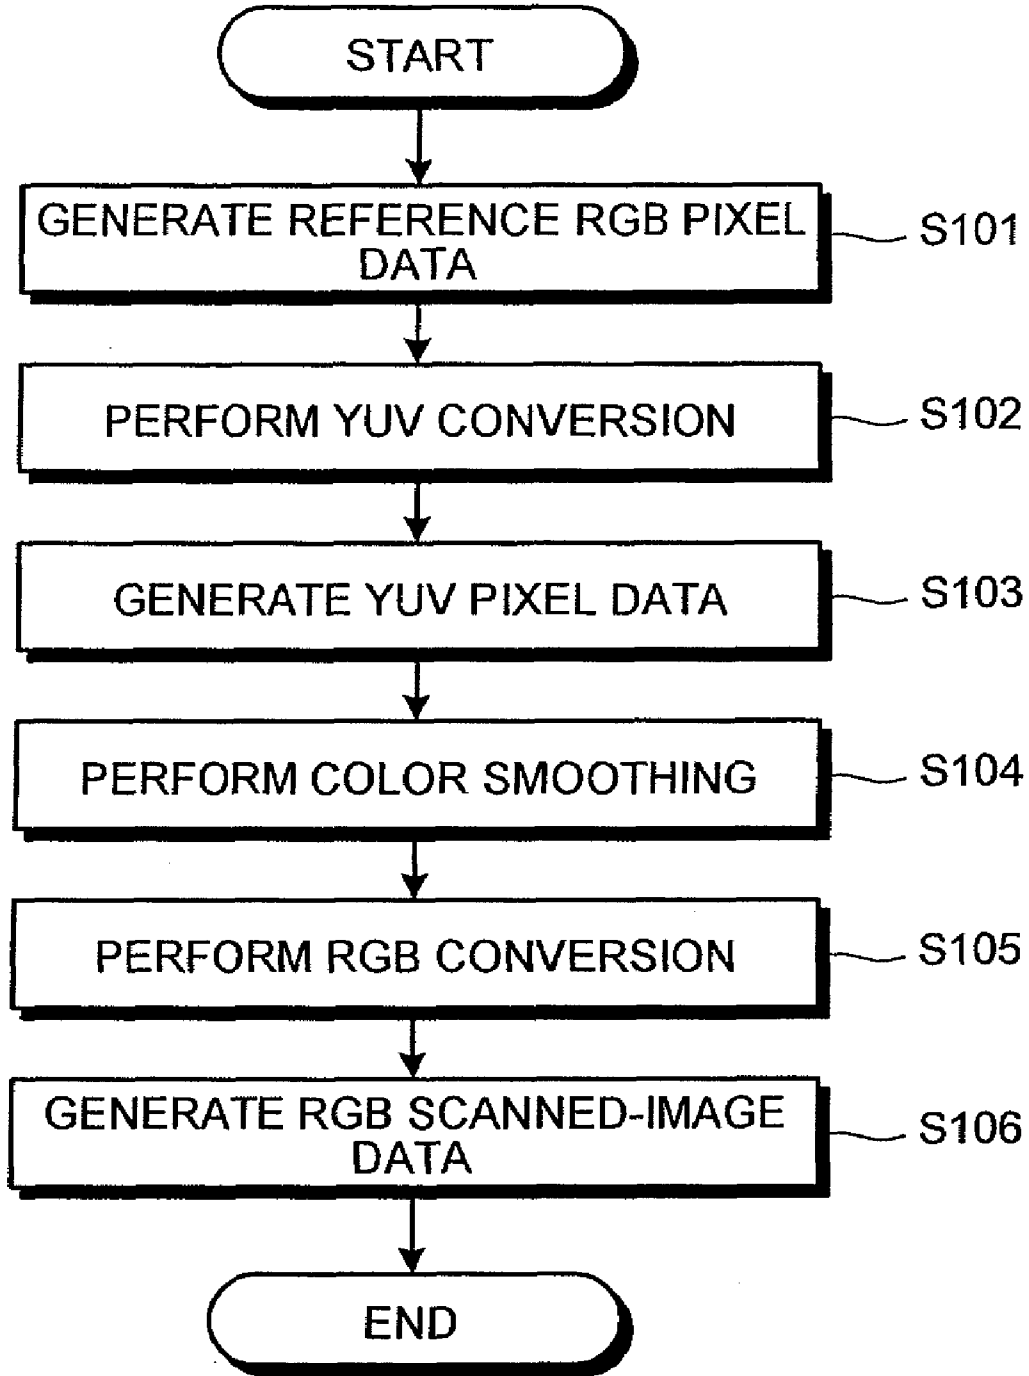 START
GENERATE REFERENCE RGB PIXEL
DATA
S101
PERFORM YUV CONVERSION
S102
GENERATE YUV PIXEL DATA
S103
PERFORM COLOR SMOOTHING
S104
PERFORM RGB CONVERSION
S105
GENERATE RGB SCANNED-IMAGE
DATA
S106
END